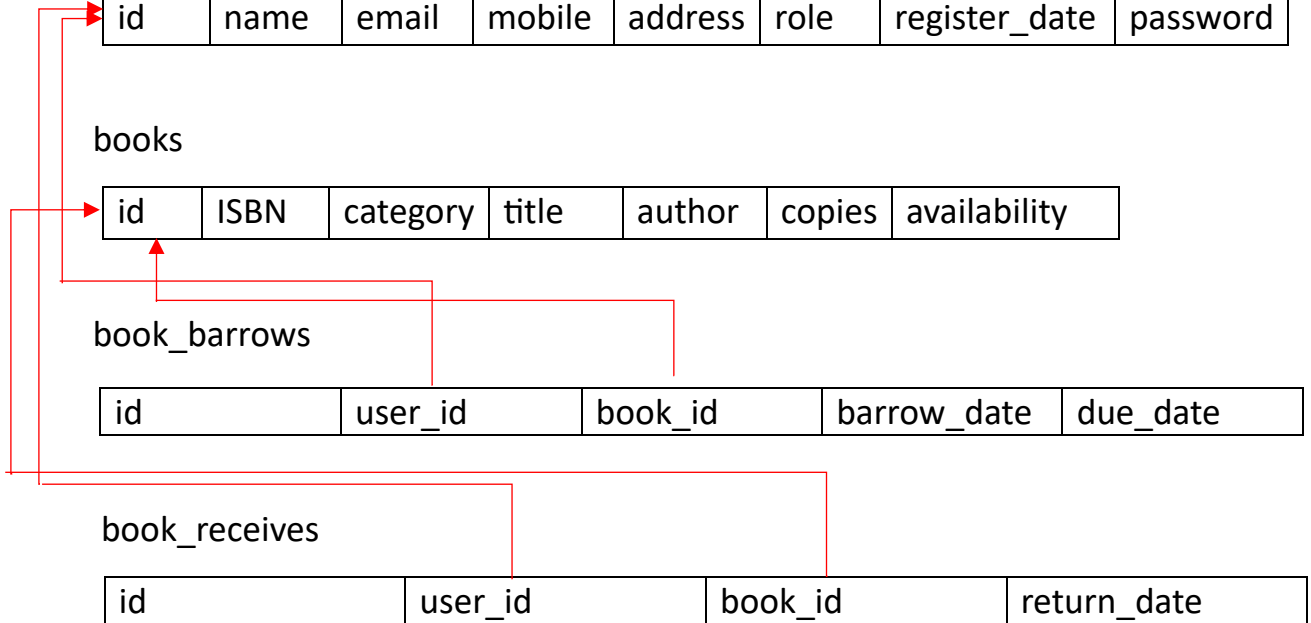 id name email mobile address role register_date password
books
id ISBN category title author copies availability
book_barrows
id user_id book_id barrow_date due_date
book_receives
id user_id book_id return_date